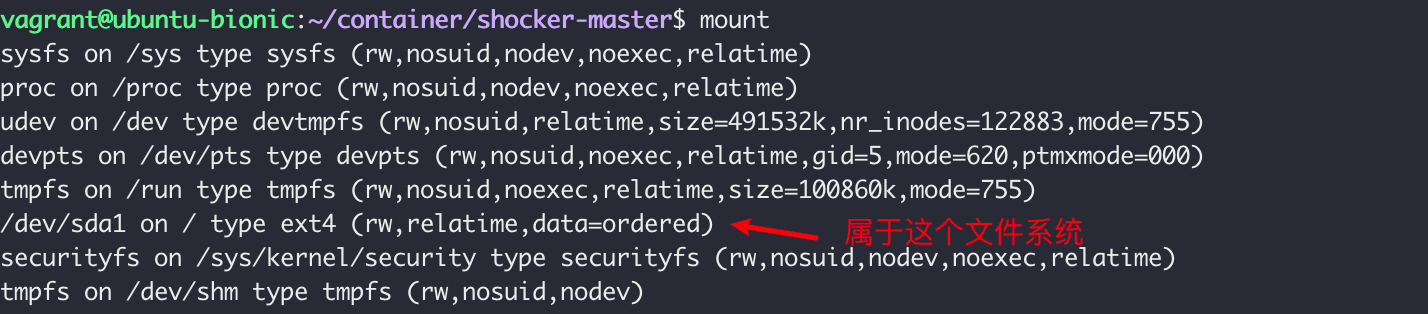 vagrant@ubuntu-bionic:~/container/shocker-master$ mount
sysfs on /sys type sysfs (rw,nosuid,nodev,noexec,relatime)
proc on /proc type proc (rw,nosuid,nodev,noexec,relatime)
udev on /dev type devtmpfs (rw,nosuid,relatime,size=491532k,nr_inodes=122883,mode=755)
devpts on /dev/pts type devpts (rw,nosuid,noexec,relatime,gid=5,mode=620,ptmxmode=000)
tmpfs on /run type tmpfs (rw,nosuid,noexec,relatime,size=100860k,mode=755)
/dev/sda1 on / type ext4 (rw,relatime,data=ordered) 属于这个文件系统
securityfs on /sys/kernel/security type securityfs (rw,nosuid,nodev,noexec,relatime)
tmpfs on /dev/shm type tmpfs (rw,nosuid,nodev)